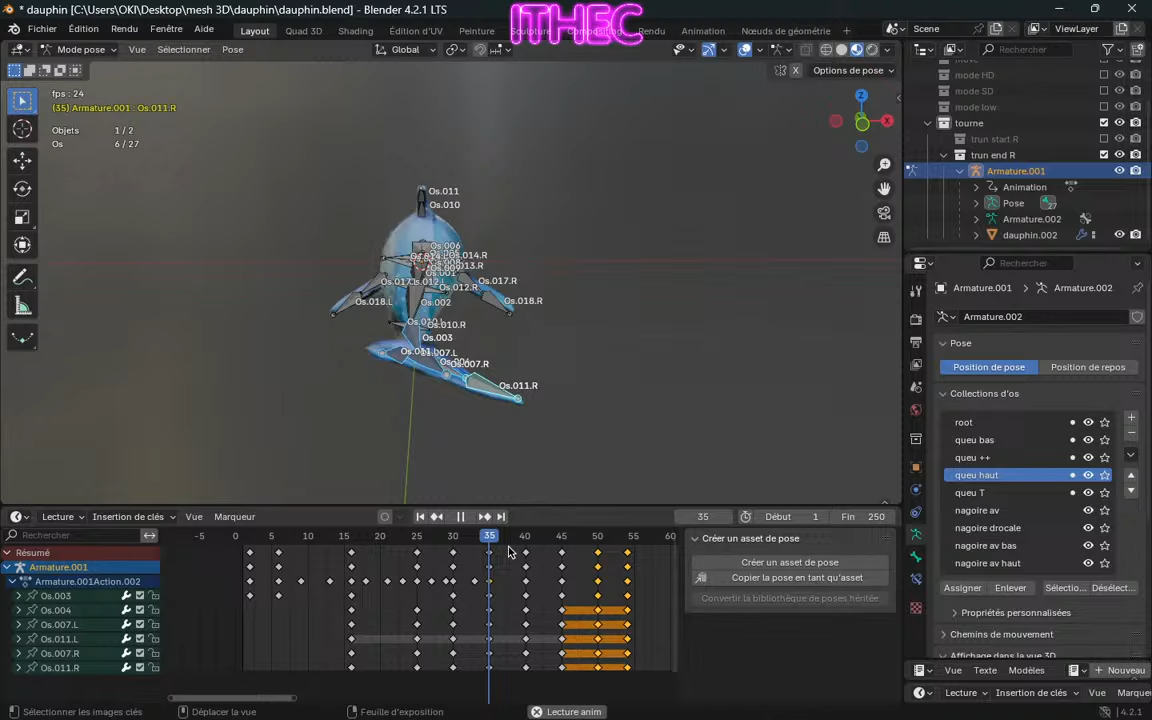 * dauphin [C:\Users\OKI\Desktop\mesh 3D\dauphin\dauphin.blend] - Blender 4.2.1 LTS
ITHEC
Fichier Édition Rendu Fenêtre Aide Layout Quad 3D Shading Édition d'UV Peinture Rendu Animation Nœuds de géométrie Scene ViewLayer
Mode pose Vue Sélectionner Pose Global Rechercher
X Options de pose
fps : 24
(35) Armature.001 : Os.011.R
Objets 1 / 2
Os 6 / 27
Z
X
Os.011
Os.010
Os.006
Os.014.R
Os.001
Os.017.L
Os.012.R
Os.017.R
Os.018.L
Os.002
Os.018.R
Os.010.R
Os.003
Os.007.R
Os.011.R
mode HD
mode SD
mode low
tourne
trun start R
trun end R
Armature.001
Animation
Pose 27
Armature.002
dauphin.002
Rechercher
Armature.001 > Armature.002
Armature.002
Pose
Position de pose Position de repos
Collections d'os
root
queu bas
queu ++
queu haut
queu T
nagoire av
nagoire drocale
nagoire av bas
nagoire av haut
Assigner Enlever Sélectio... Désélect...
Propriétés personnalisées
Chemins de mouvement
Affichage dans la vue 3D
Vue Texte Modèles Nouveau
Lecture Insertion de clés Vue Marqueu
Lecture Insertion de clés Vue Marqueur 35 Début 1 Fin 250
Rechercher -5 0 5 10 15 20 25 30 35 40 45 50 55 60
Résumé
Armature.001
Armature.001Action.002
Os.003
Os.004
Os.007.L
Os.011.L
Os.007.R
Os.011.R
Créer un asset de pose
Créer un asset de pose
Copier la pose en tant qu'asset
Convertir la bibliothèque de poses héritée
Sélectionner les images clés Déplacer la vue Feuille d'exposition Lecture anim 4.2.1